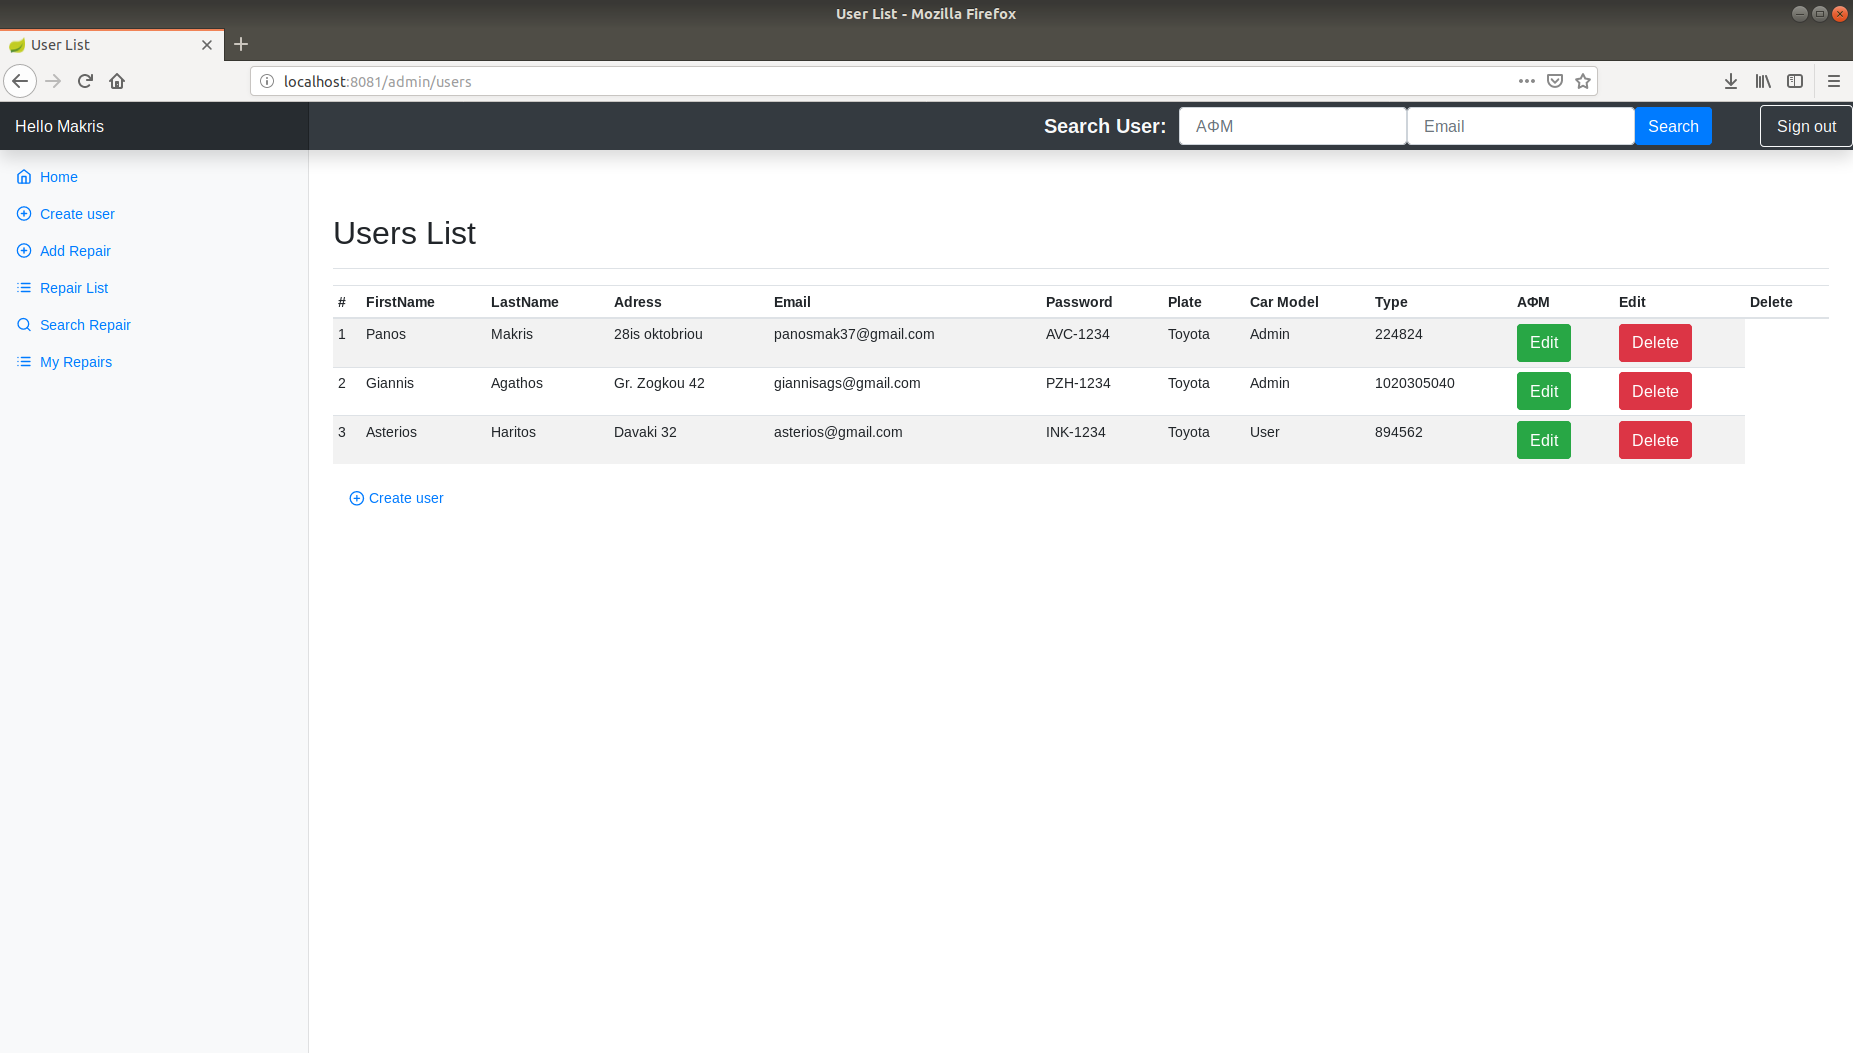 User List - Mozilla Firefox
User List
localhost:8081/admin/users
Hello Makris
Search User: ΑΦΜ Email Search Sign out
Home
Create user
Add Repair
Repair List
Search Repair
My Repairs
Users List
# FirstName LastName Adress Email Password Plate Car Model Type ΑΦΜ Edit Delete
1 Panos Makris 28is oktobriou panosmak37@gmail.com AVC-1234 Toyota Admin 224824 Edit Delete
2 Giannis Agathos Gr. Zogkou 42 giannisags@gmail.com PZH-1234 Toyota Admin 1020305040 Edit Delete
3 Asterios Haritos Davaki 32 asterios@gmail.com INK-1234 Toyota User 894562 Edit Delete
Create user